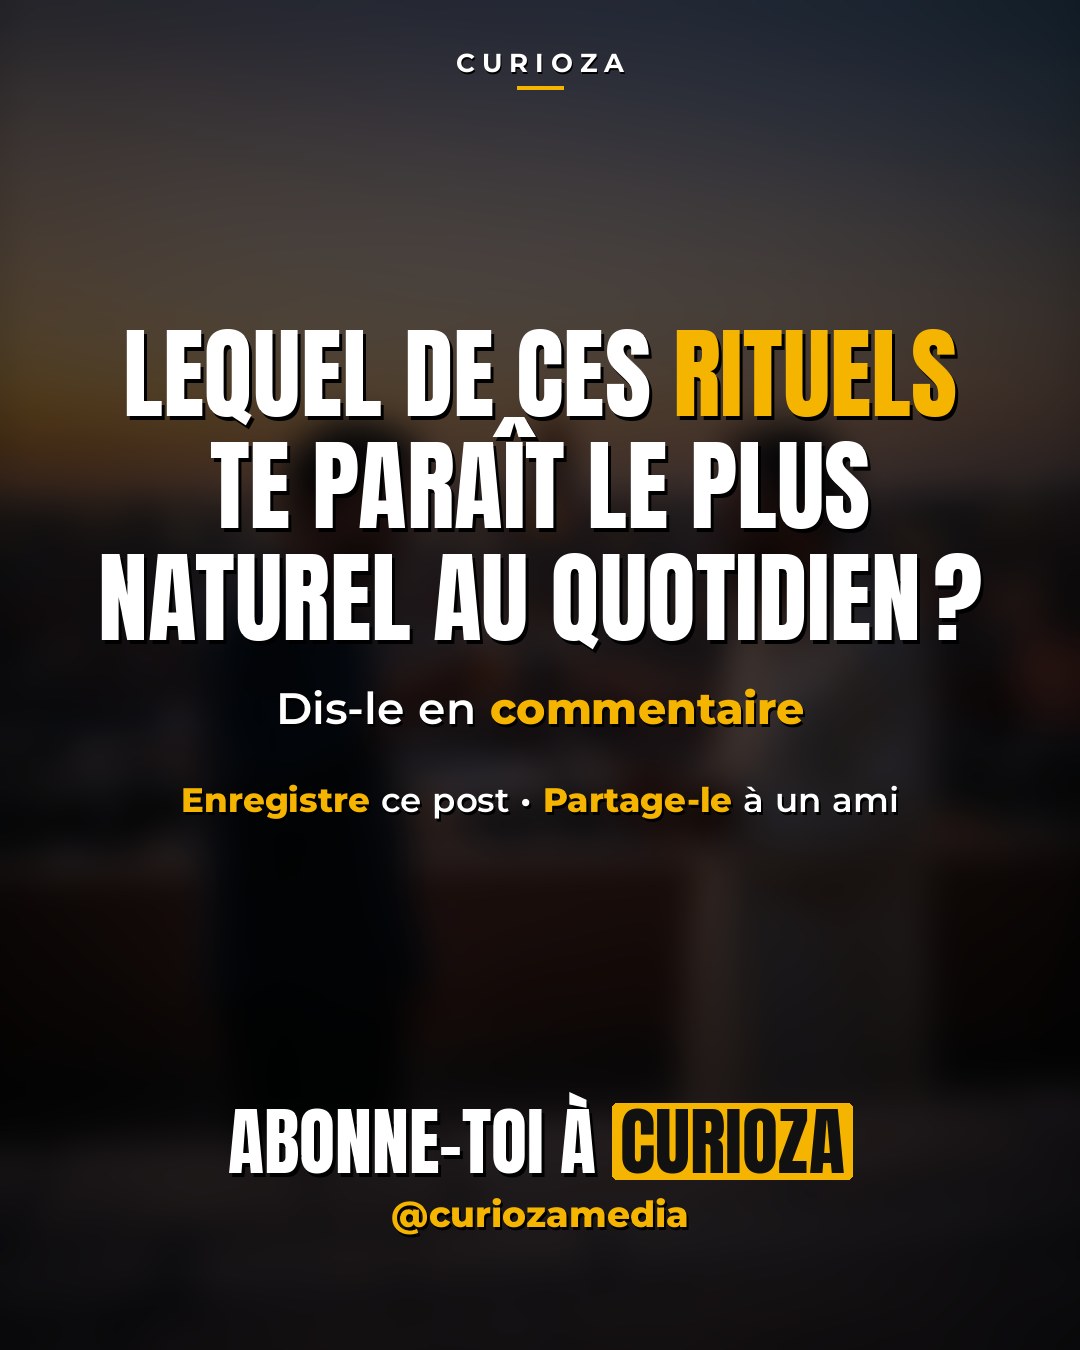 CURIOZA
LEQUEL DE CES RITUELS
TE PARAÎT LE PLUS
NATUREL AU QUOTIDIEN ?
Dis-le en commentaire
Enregistre ce post • Partage-le à un ami
ABONNE-TOI À CURIOZA
@curiozamedia